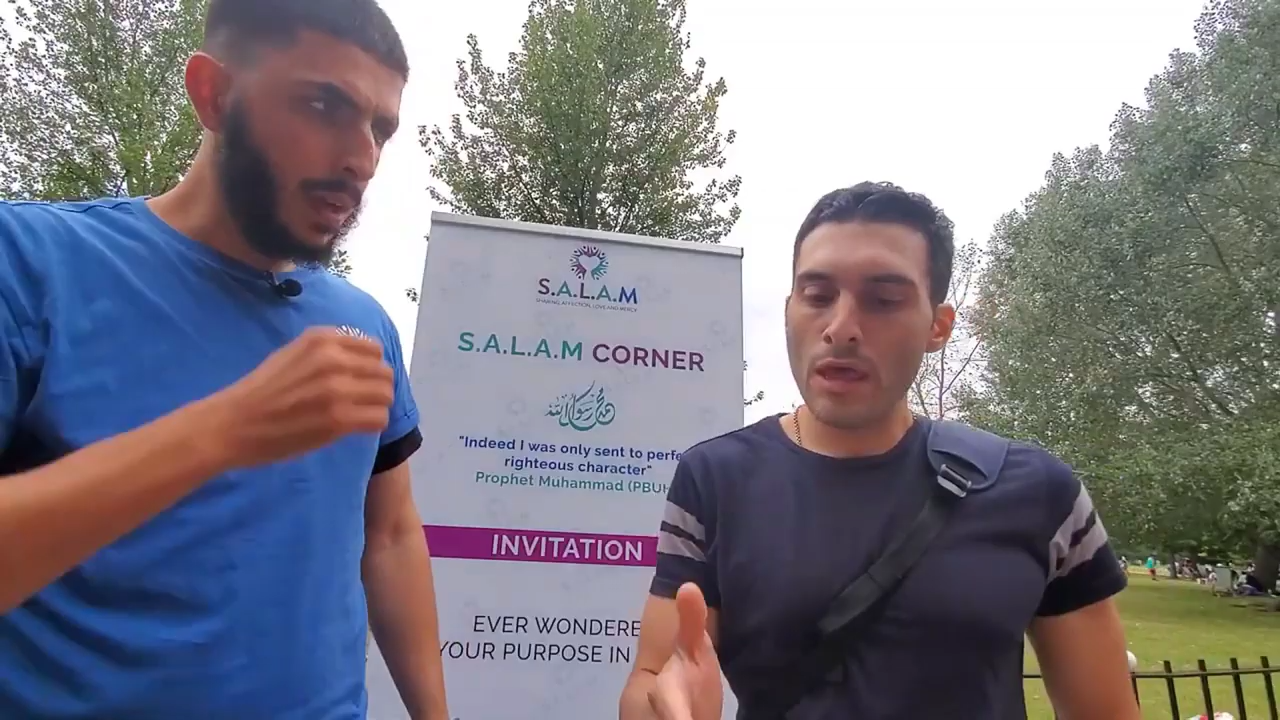 S.A.L.A.M
SHARING AFFECTION, LOVE AND MERCY
S.A.L.A.M CORNER
محمد رسول الله
"Indeed I was only sent to perfe
righteous character"
Prophet Muhammad (PBUH
INVITATION
EVER WONDERE
YOUR PURPOSE IN